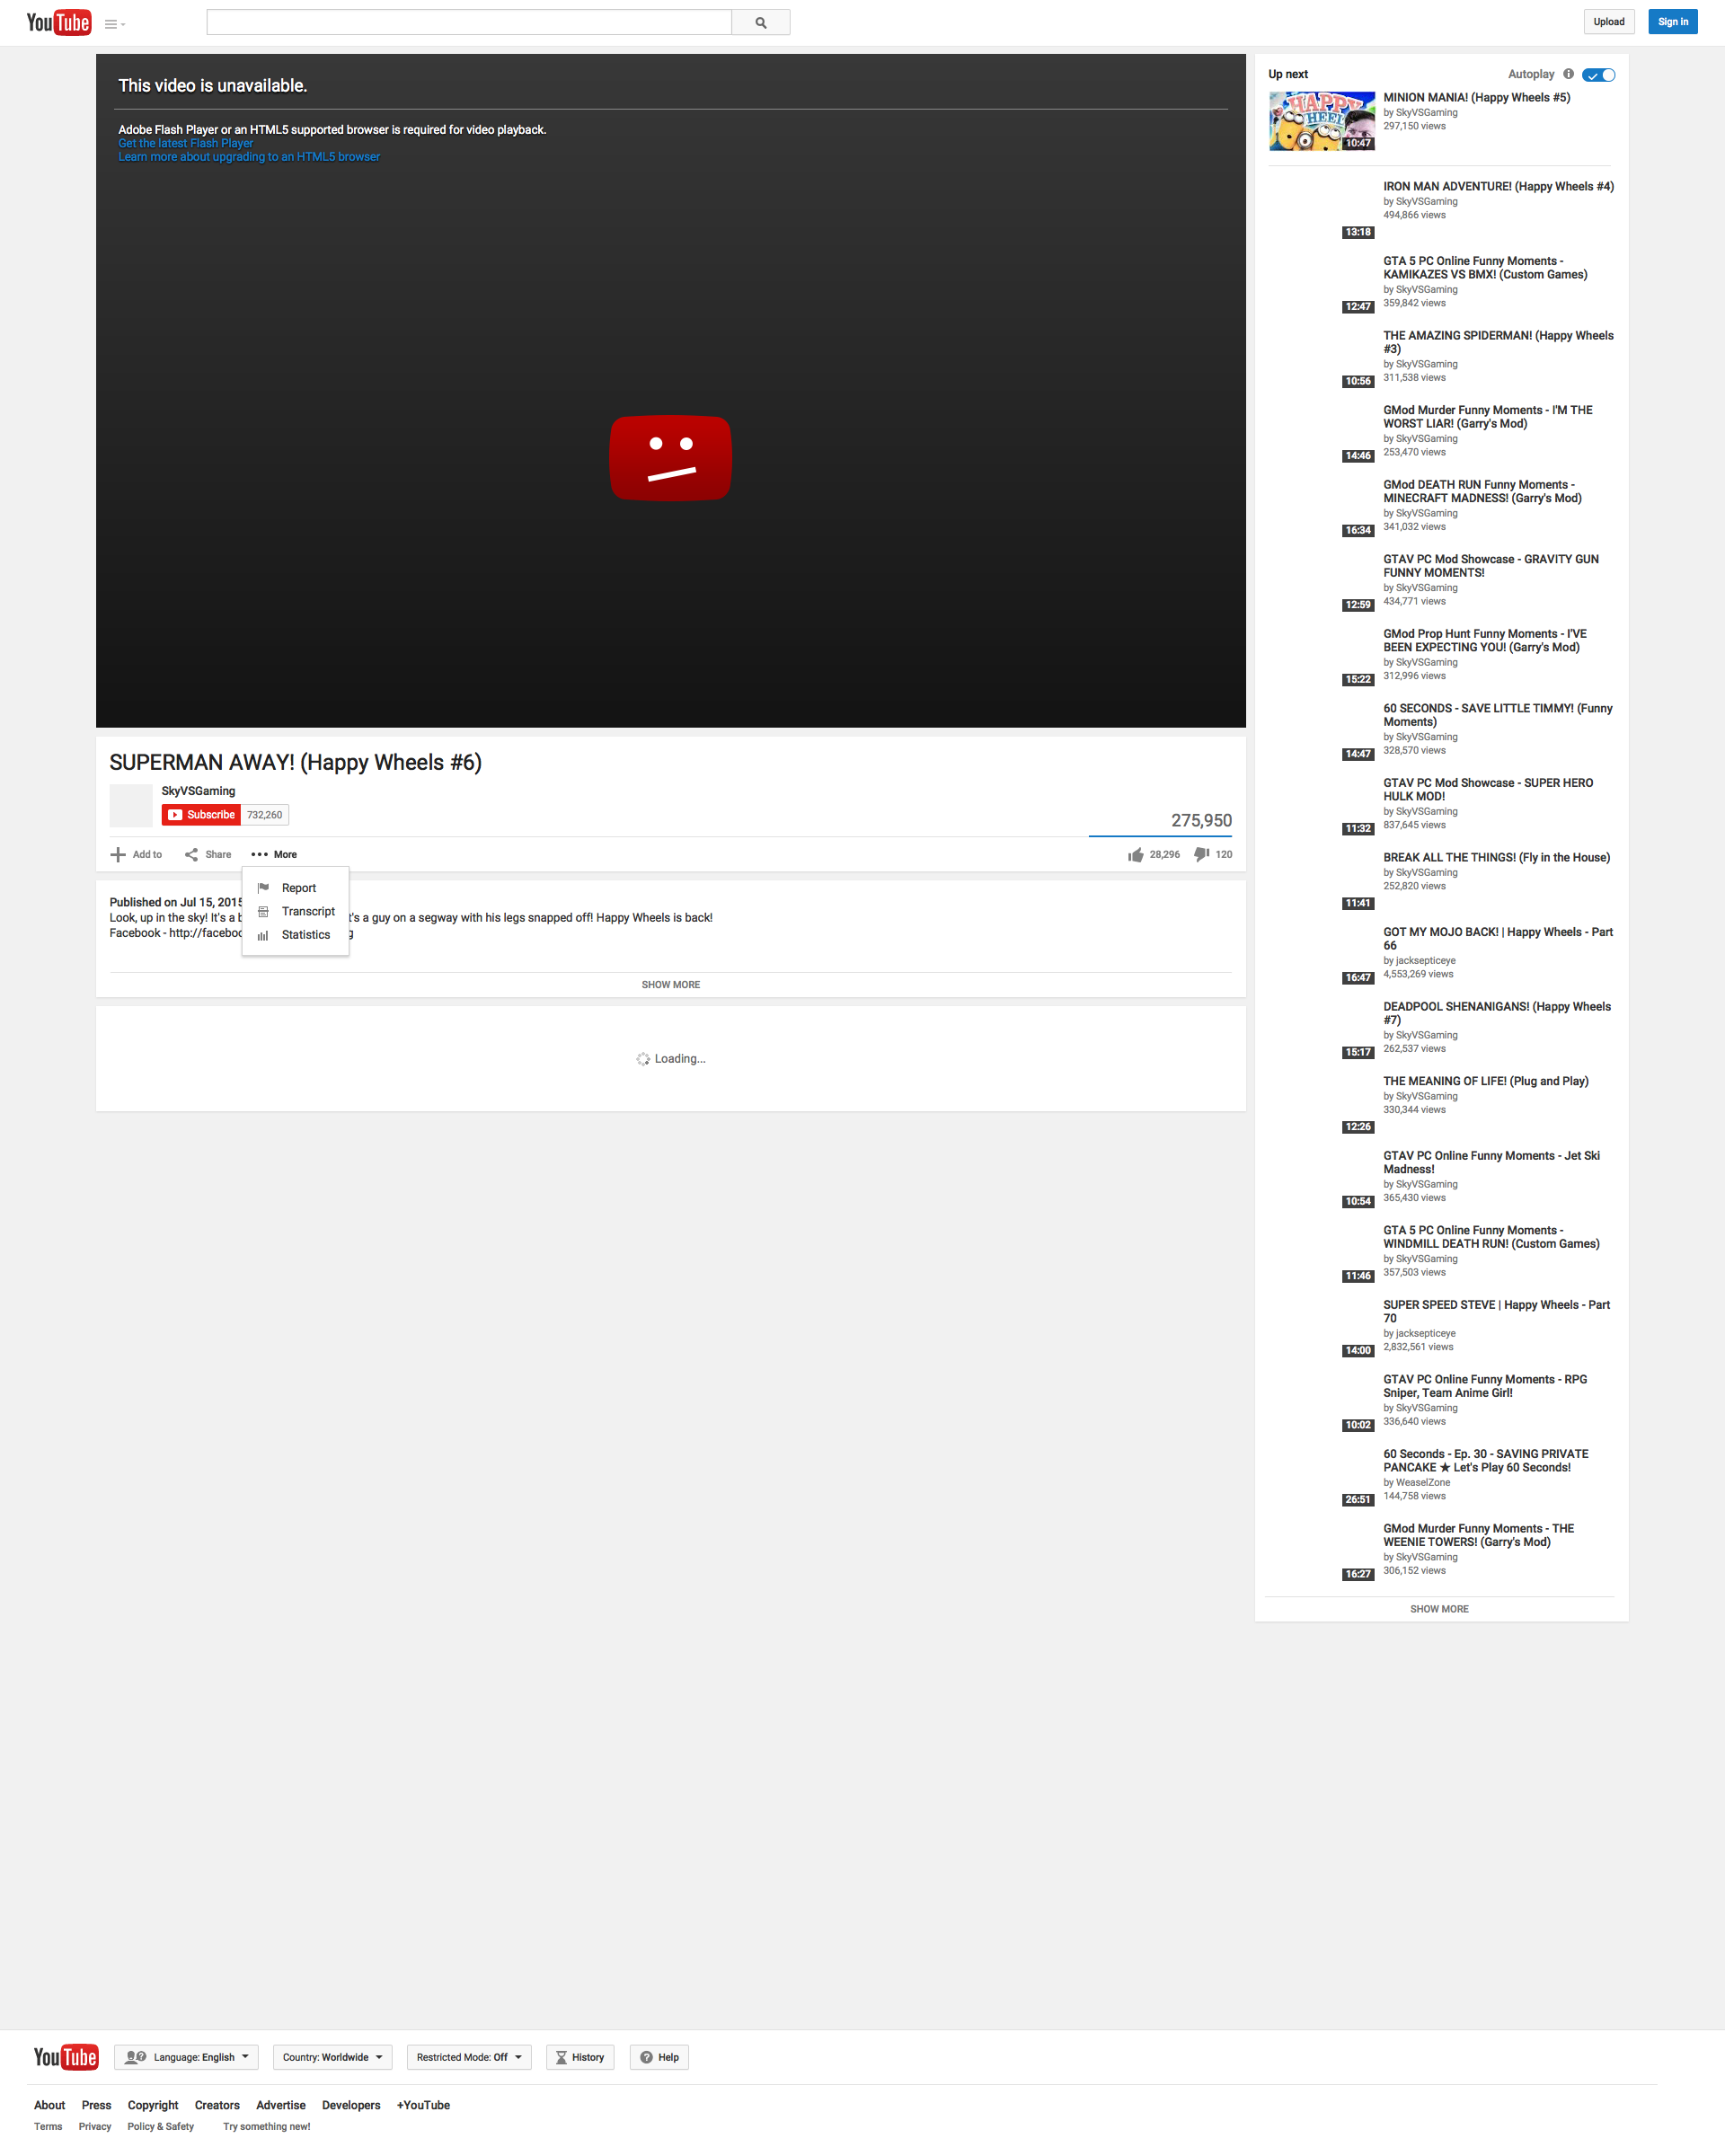 YouTube
Upload
Sign in
This video is unavailable.
Adobe Flash Player or an HTML5 supported browser is required for video playback.
Get the latest Flash Player
Learn more about upgrading to an HTML5 browser
SUPERMAN AWAY! (Happy Wheels #6)
SkyVSGaming
Subscribe 732,260
275,950
Add to
Share
More
28,296
120
Report
Transcript
Statistics
Published on Jul 15, 2015
Look, up in the sky! It's a 's a guy on a segway with his legs snapped off! Happy Wheels is back!
Facebook - http://facebo
SHOW MORE
Loading...
Up next
Autoplay
HAPPY
10:47
MINION MANIA! (Happy Wheels #5)
by SkyVSGaming
297,150 views
13:18
IRON MAN ADVENTURE! (Happy Wheels #4)
by SkyVSGaming
494,866 views
12:47
GTA 5 PC Online Funny Moments -
KAMIKAZES VS BMX! (Custom Games)
by SkyVSGaming
359,842 views
10:56
THE AMAZING SPIDERMAN! (Happy Wheels
#3)
by SkyVSGaming
311,538 views
14:46
GMod Murder Funny Moments - I'M THE
WORST LIAR! (Garry's Mod)
by SkyVSGaming
253,470 views
16:34
GMod DEATH RUN Funny Moments -
MINECRAFT MADNESS! (Garry's Mod)
by SkyVSGaming
341,032 views
12:59
GTAV PC Mod Showcase - GRAVITY GUN
FUNNY MOMENTS!
by SkyVSGaming
434,771 views
15:22
GMod Prop Hunt Funny Moments - I'VE
BEEN EXPECTING YOU! (Garry's Mod)
by SkyVSGaming
312,996 views
14:47
60 SECONDS - SAVE LITTLE TIMMY! (Funny
Moments)
by SkyVSGaming
328,570 views
11:32
GTAV PC Mod Showcase - SUPER HERO
HULK MOD!
by SkyVSGaming
837,645 views
11:41
BREAK ALL THE THINGS! (Fly in the House)
by SkyVSGaming
252,820 views
16:47
GOT MY MOJO BACK! | Happy Wheels - Part
66
by jacksepticeye
4,553,269 views
15:17
DEADPOOL SHENANIGANS! (Happy Wheels
#7)
by SkyVSGaming
262,537 views
12:26
THE MEANING OF LIFE! (Plug and Play)
by SkyVSGaming
330,344 views
10:54
GTAV PC Online Funny Moments - Jet Ski
Madness!
by SkyVSGaming
365,430 views
11:46
GTA 5 PC Online Funny Moments -
WINDMILL DEATH RUN! (Custom Games)
by SkyVSGaming
357,503 views
14:00
SUPER SPEED STEVE | Happy Wheels - Part
70
by jacksepticeye
2,832,561 views
10:02
GTAV PC Online Funny Moments - RPG
Sniper, Team Anime Girl!
by SkyVSGaming
336,640 views
26:51
60 Seconds - Ep. 30 - SAVING PRIVATE
PANCAKE ★ Let's Play 60 Seconds!
by WeaselZone
144,758 views
16:27
GMod Murder Funny Moments - THE
WEENIE TOWERS! (Garry's Mod)
by SkyVSGaming
306,152 views
SHOW MORE
YouTube
Language: English
Country: Worldwide
Restricted Mode: Off
History
Help
About Press Copyright Creators Advertise Developers +YouTube
Terms Privacy Policy & Safety Try something new!